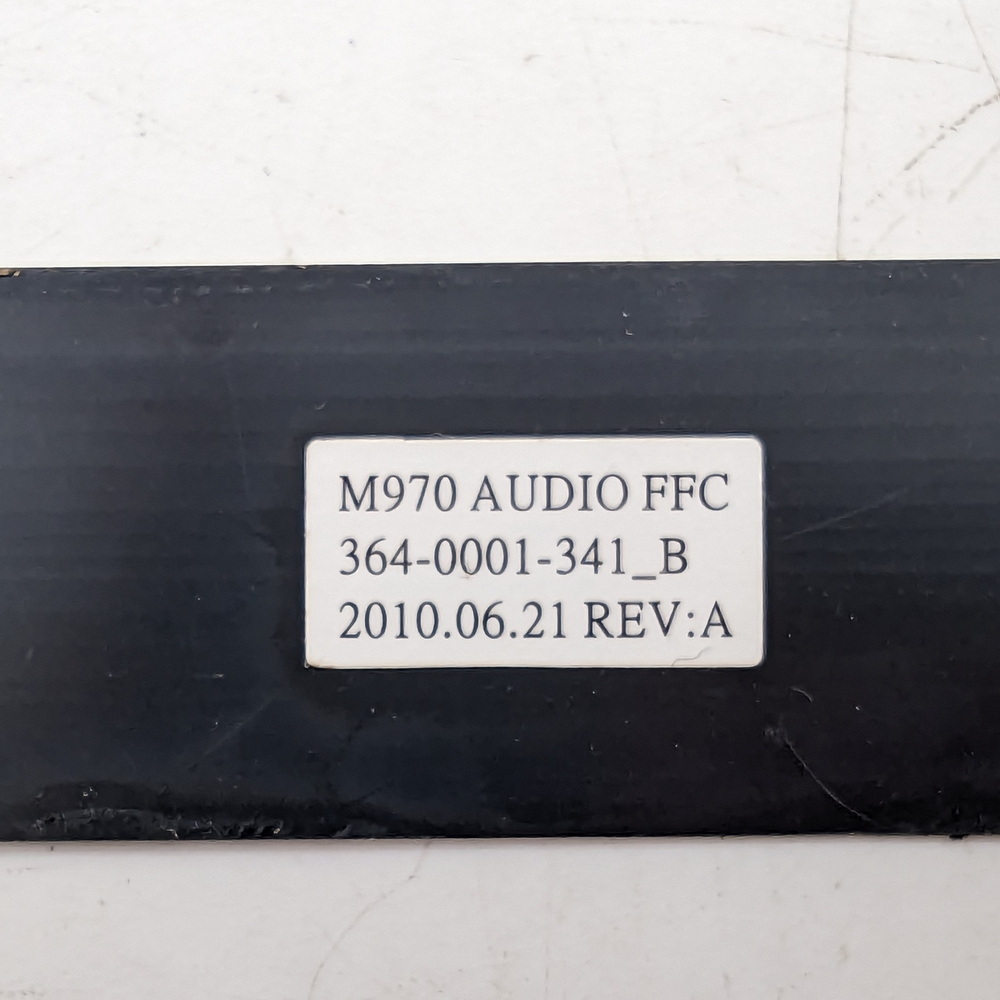 M970 AUDIO FFC
364-0001-341_B
2010.06.21 REV:A